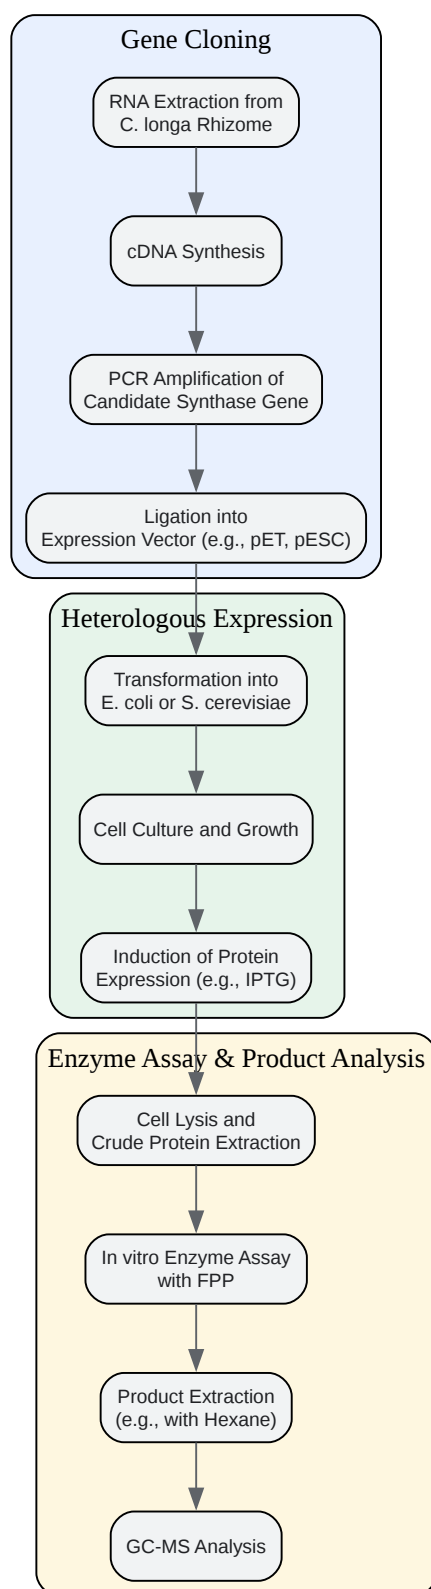 Gene Cloning
RNA Extraction from
C. longa Rhizome
cDNA Synthesis
PCR Amplification of
Candidate Synthase Gene
Ligation into
Expression Vector (e.g., pET, pESC)
Heterologous Expression
Transformation into
E. coli or S. cerevisiae
Cell Culture and Growth
Induction of Protein
Expression (e.g., IPTG)
Enzyme Assay & Product Analysis
Cell Lysis and
Crude Protein Extraction
In vitro Enzyme Assay
with FPP
Product Extraction
(e.g., with Hexane)
GC-MS Analysis